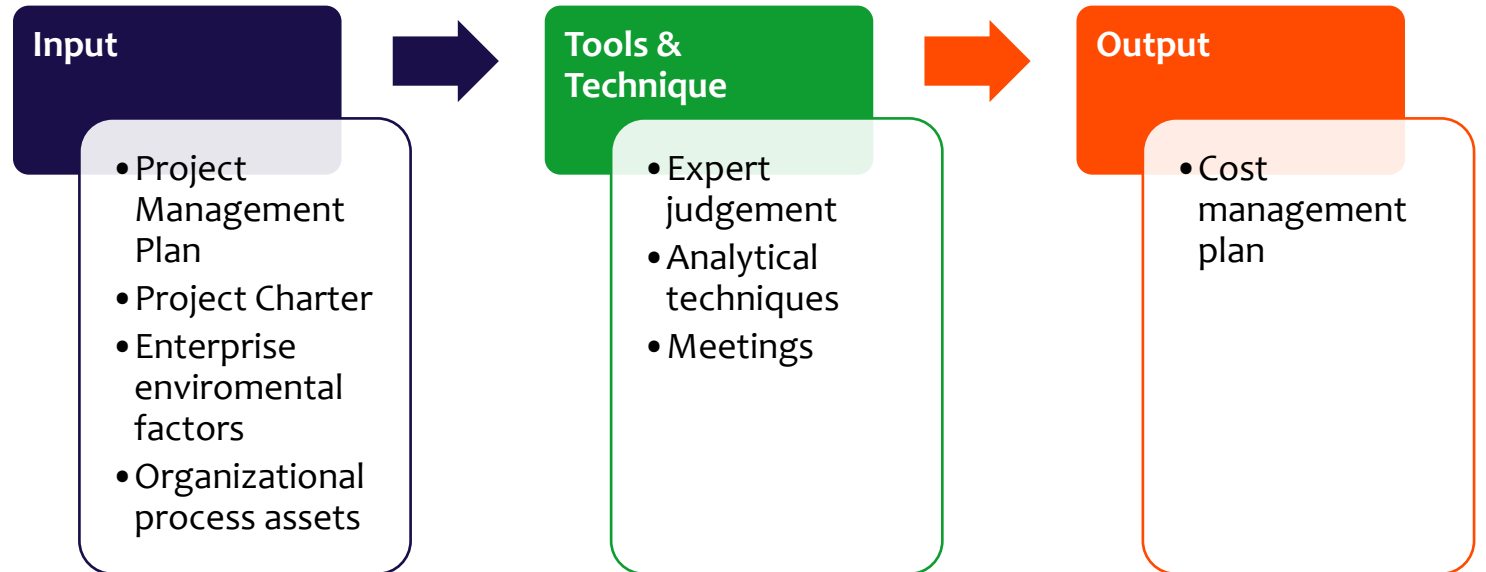 Input
•Project
Management
Plan
•Project Charter
•Enterprise
enviromental
factors
•Organizational
process assets
Tools &
Technique
•Expert
judgement
•Analytical
techniques
•Meetings
Output
•Cost
management
plan